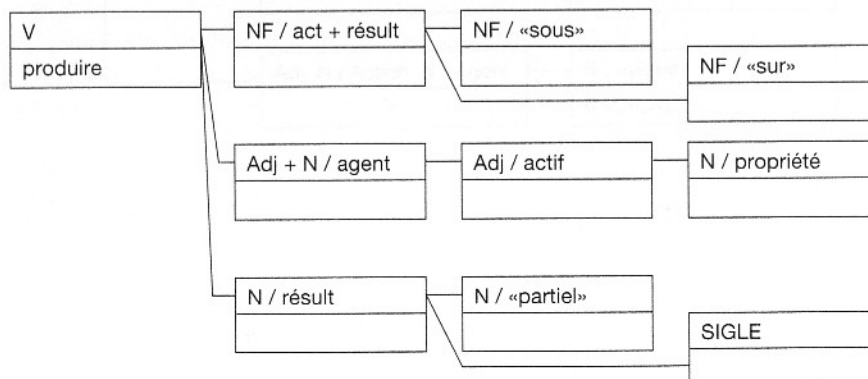 V
produire
NF / act + résult
NF / «sous»
NF / «sur»
Adj + N / agent
Adj / actif
N / propriété
N / résult
N / «partiel»
SIGLE